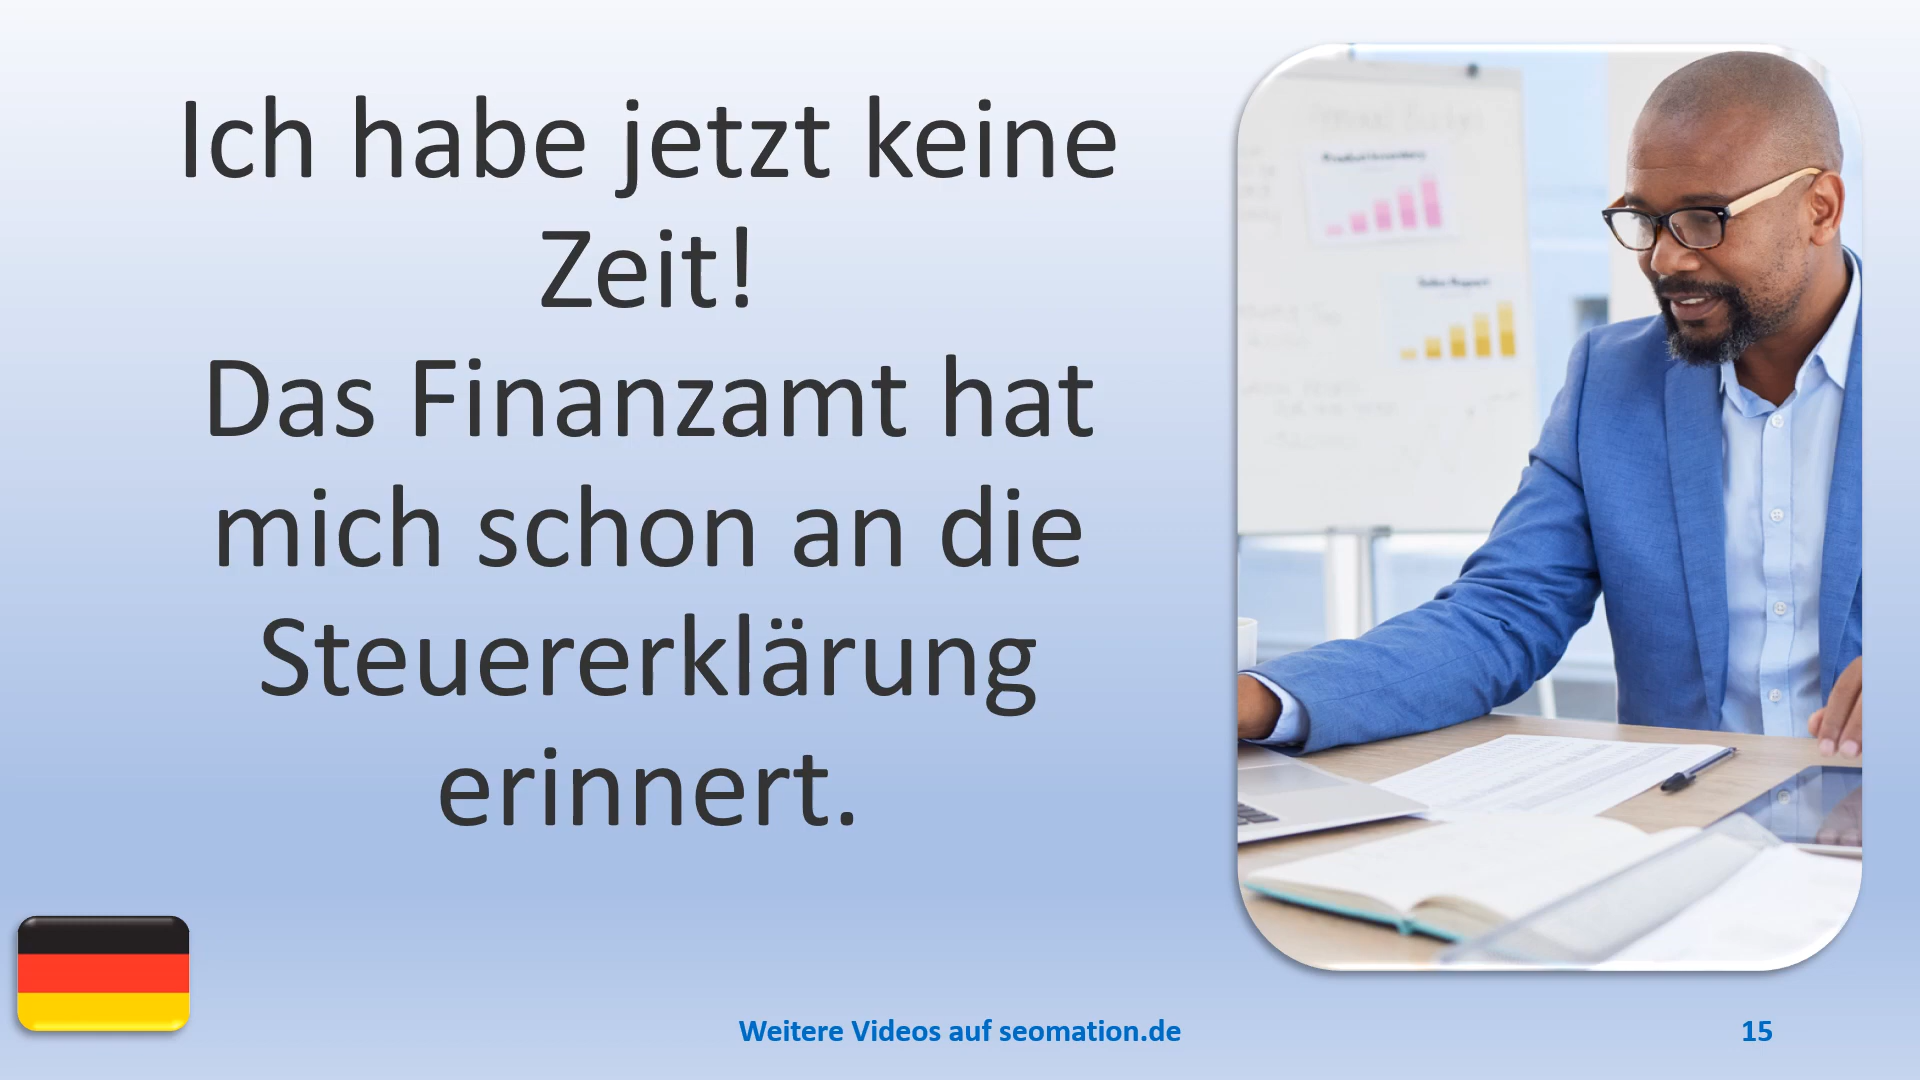 Ich habe jetzt keine
Zeit!
Das Finanzamt hat
mich schon an die
Steuererklärung
erinnert.
Weitere Videos auf seomation.de
15